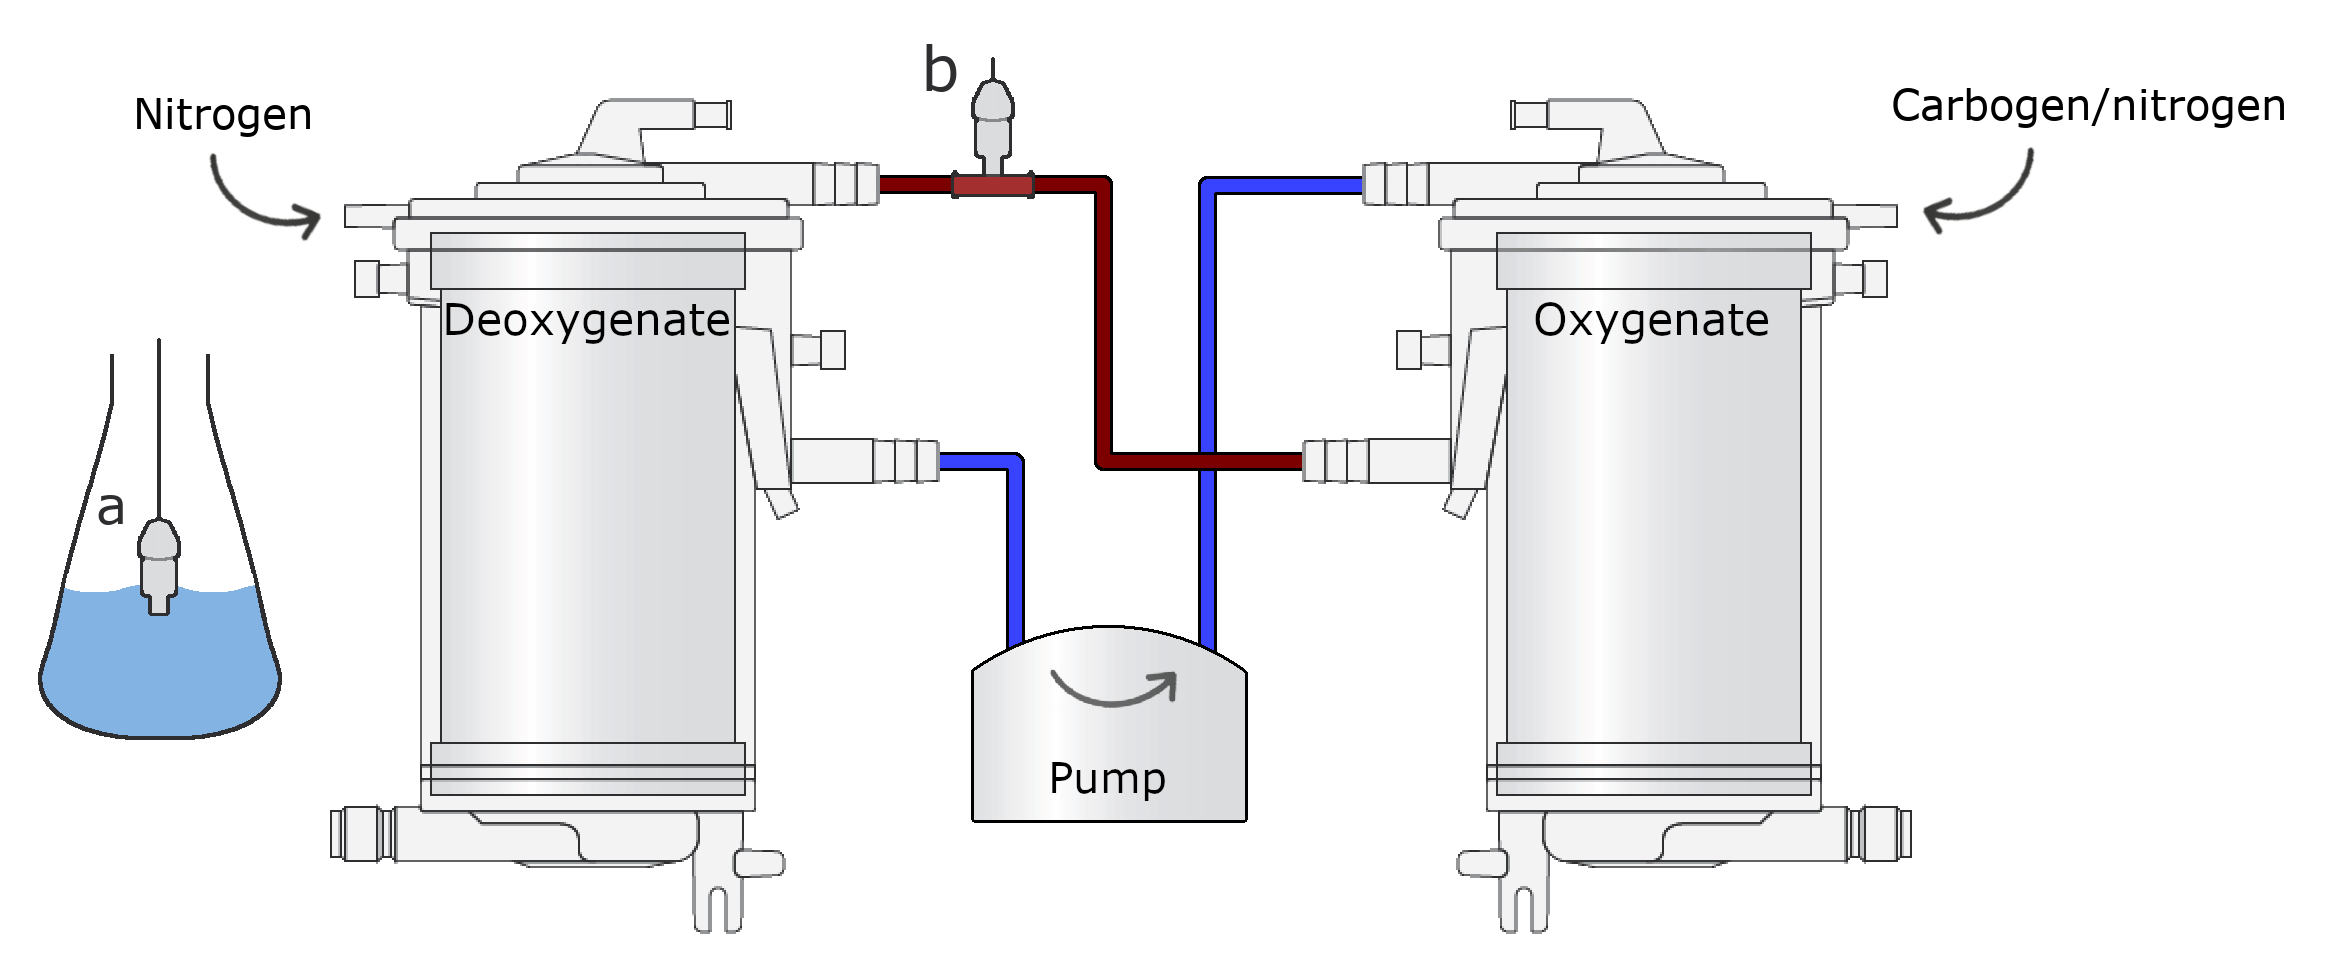 b
Nitrogen
Carbogen/nitrogen
Deoxygenate
Oxygenate
a
Pump